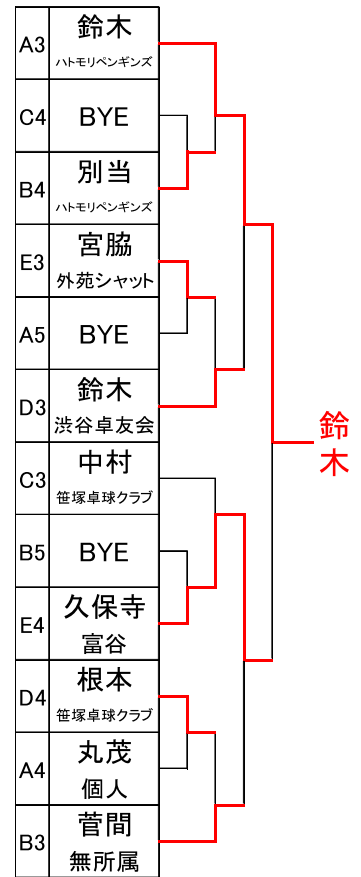 A3
鈴木
ハトモリペンギンズ
C4
BYE
B4
別当
ハトモリペンギンズ
E3
宮脇
外苑シャット
A5
BYE
D3
鈴木
渋谷卓友会
C3
中村
笹塚卓球クラブ
B5
BYE
E4
久保寺
富谷
D4
根本
笹塚卓球クラブ
A4
丸茂
個人
B3
菅間
無所属
鈴木